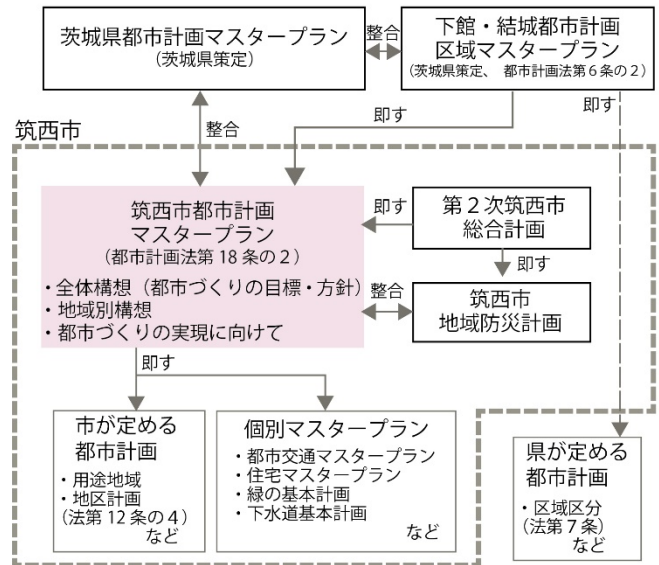 茨城県都市計画マスタープラン
(茨城県策定)
整合
下館・結城都市計画
区域マスタープラン
(茨城県策定、都市計画法第6条の2)
即す
即す
整合
筑西市
筑西市都市計画
マスタープラン
(都市計画法第18条の2)
・全体構想(都市づくりの目標・方針)
・地域別構想
・都市づくりの実現に向けて
即す
第2次筑西市
総合計画
即す
整合
筑西市
地域防災計画
即す
市が定める
都市計画
・用途地域
・地区計画
(法第12条の4)
など
個別マスタープラン
・都市交通マスタープラン
・住宅マスタープラン
・緑の基本計画
・下水道基本計画
など
県が定める
都市計画
・区域区分
(法第7条)
など